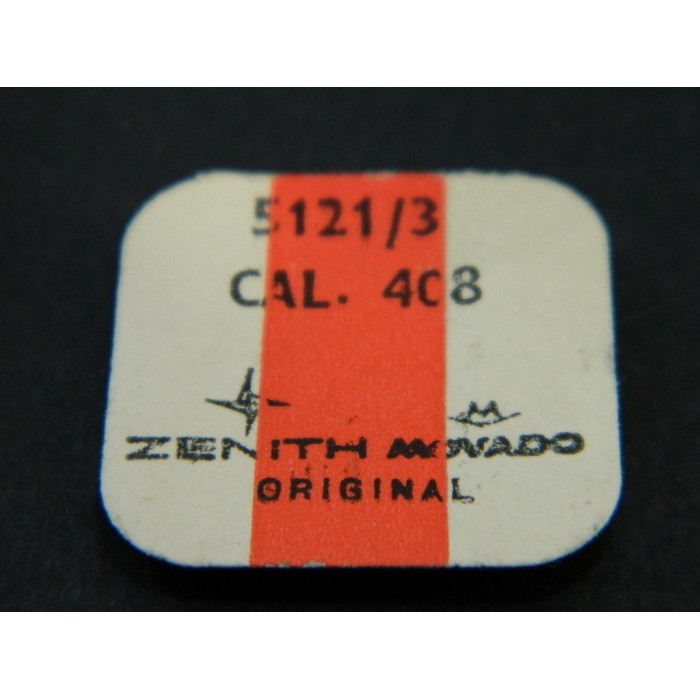 5121/3
CAL. 408
ZENITH MOVADO
ORIGINAL